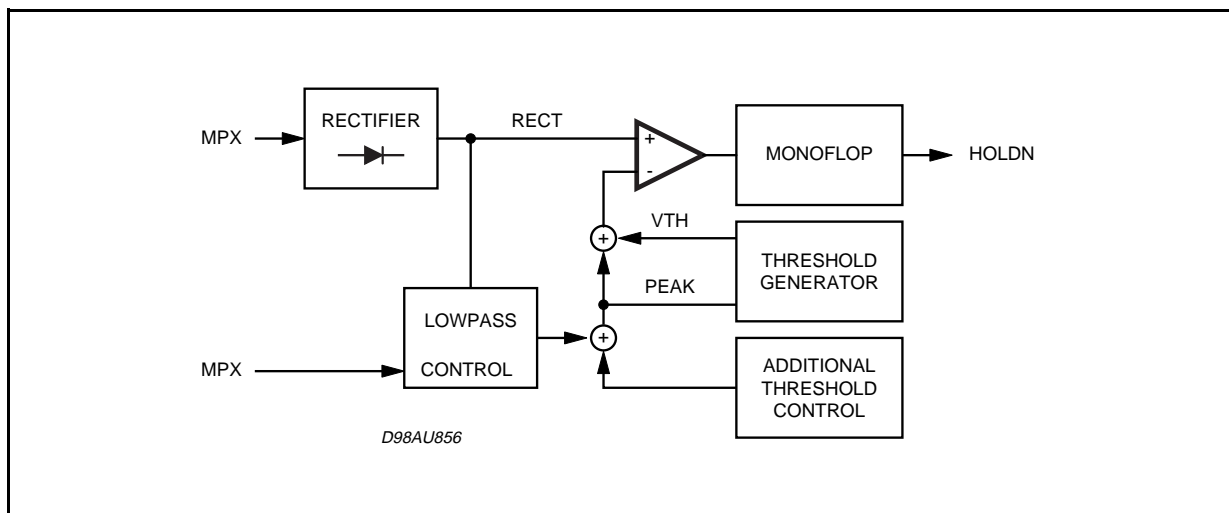 MPX
RECTIFIER
RECT
+
-
MONOFLOP
HOLDN
+
VTH
THRESHOLD
GENERATOR
PEAK
LOWPASS
CONTROL
+
MPX
ADDITIONAL
THRESHOLD
CONTROL
D98AU856